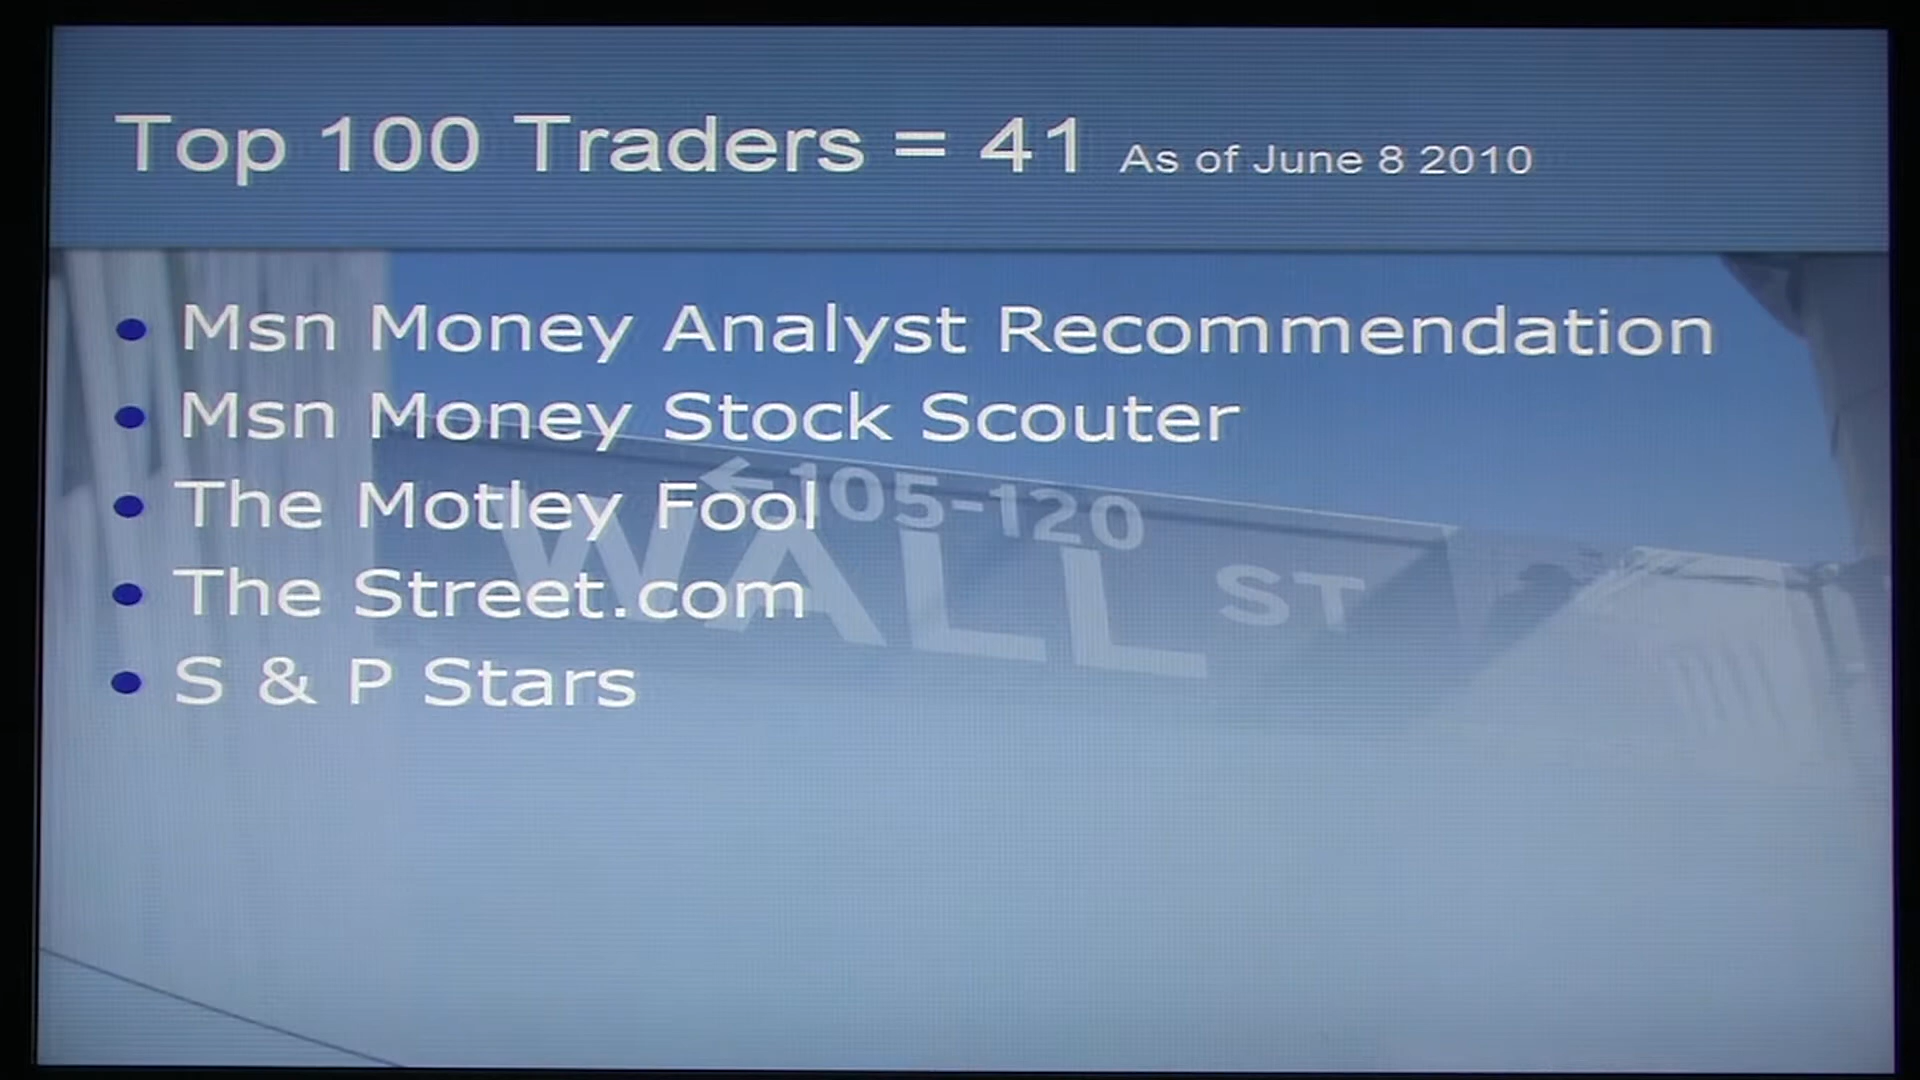 Top 100 Traders = 41 As of June 8 2010
Msn Money Analyst Recommendation
Msn Money Stock Scouter
The Motley Fool
The Street.com
S & P Stars
←105-120
WALL ST